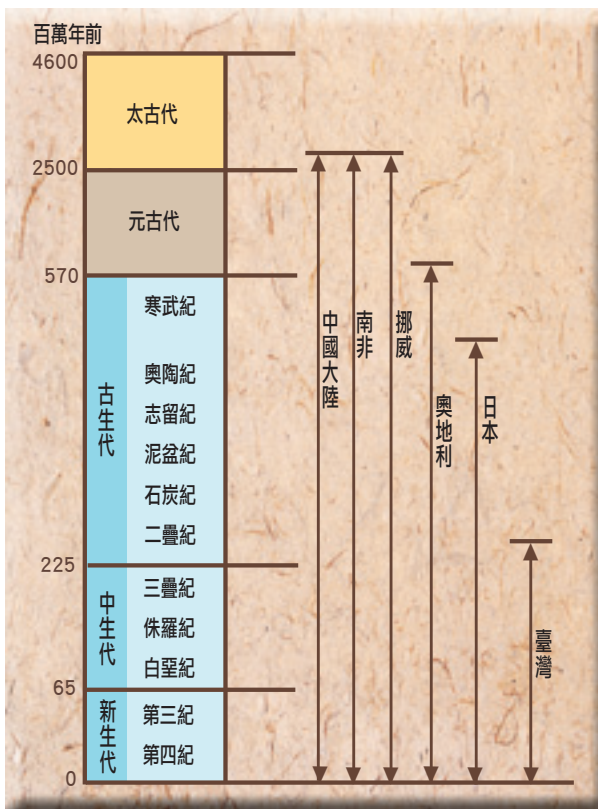 百萬年前
4600
太古代
2500
元古代
570
古生代
寒武紀
奧陶紀
志留紀
泥盆紀
石炭紀
二疊紀
225
中生代
三疊紀
侏羅紀
白堊紀
65
新生代
第三紀
第四紀
0
中國大陸
南非
挪威
奧地利
日本
臺灣